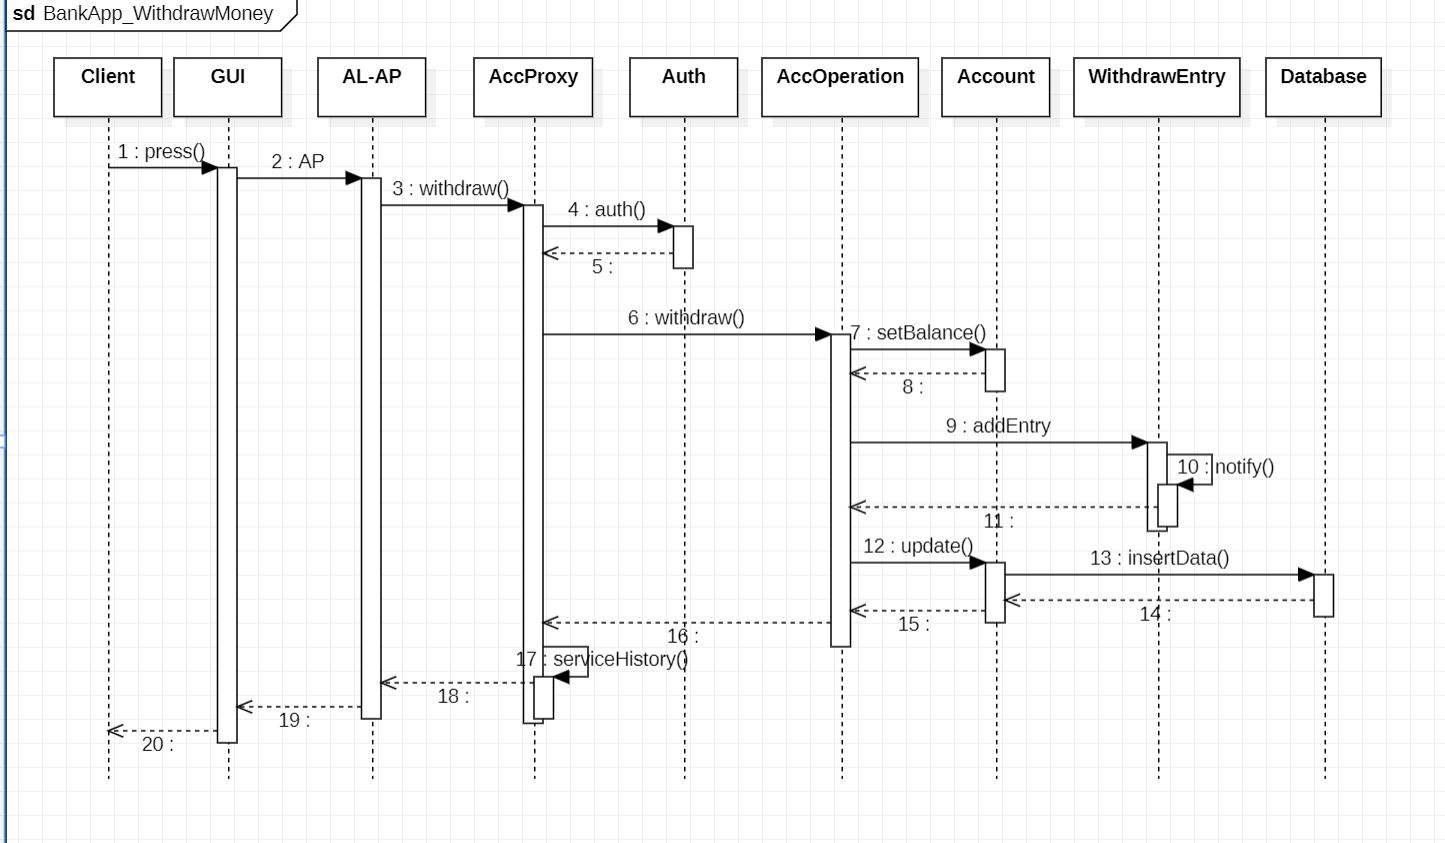 sd BankApp_WithdrawMoney
Client GUI AL-AP AccProxy Auth AccOperation Account WithdrawEntry Database
1 : press()
2 : AP
3 : withdraw()
4 : auth()
5 :
6 : withdraw()
7 : setBalance()
8 :
9 : addEntry
10 : notify()
11 :
12 : update()
13 : insertData()
14 :
15 :
16 :
17 : serviceHistory()
18 :
19 :
20 :